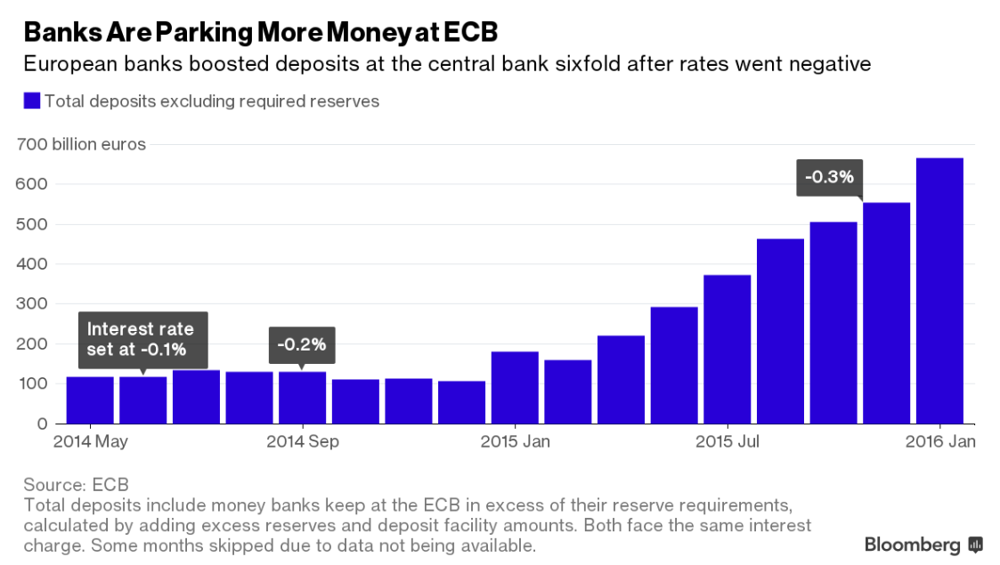 Banks Are Parking More Money at ECB
European banks boosted deposits at the central bank sixfold after rates went negative
Total deposits excluding required reserves
700 billion euros
600
500
400
300
200
100
0
Interest rate
set at -0.1%
-0.2%
-0.3%
2014 May
2014 Sep
2015 Jan
2015 Jul
2016 Jan
Source: ECB
Total deposits include money banks keep at the ECB in excess of their reserve requirements,
calculated by adding excess reserves and deposit facility amounts. Both face the same interest
charge. Some months skipped due to data not being available.
Bloomberg